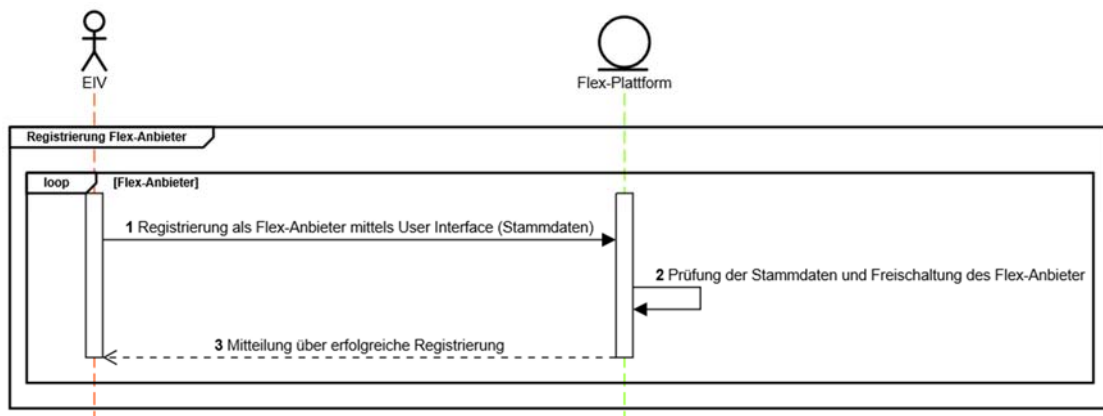 EIV
Flex-Plattform
Registrierung Flex-Anbieter
loop
[Flex-Anbieter]
1 Registrierung als Flex-Anbieter mittels User Interface (Stammdaten)
2 Prüfung der Stammdaten und Freischaltung des Flex-Anbieter
3 Mitteilung über erfolgreiche Registrierung